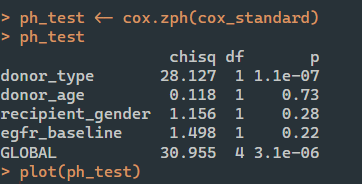 > ph_test <- cox.zph(cox_standard)
> ph_test
chisq df p
donor_type 28.127 1 1.1e-07
donor_age 0.118 1 0.73
recipient_gender 1.156 1 0.28
egfr_baseline 1.498 1 0.22
GLOBAL 30.955 4 3.1e-06
> plot(ph_test)